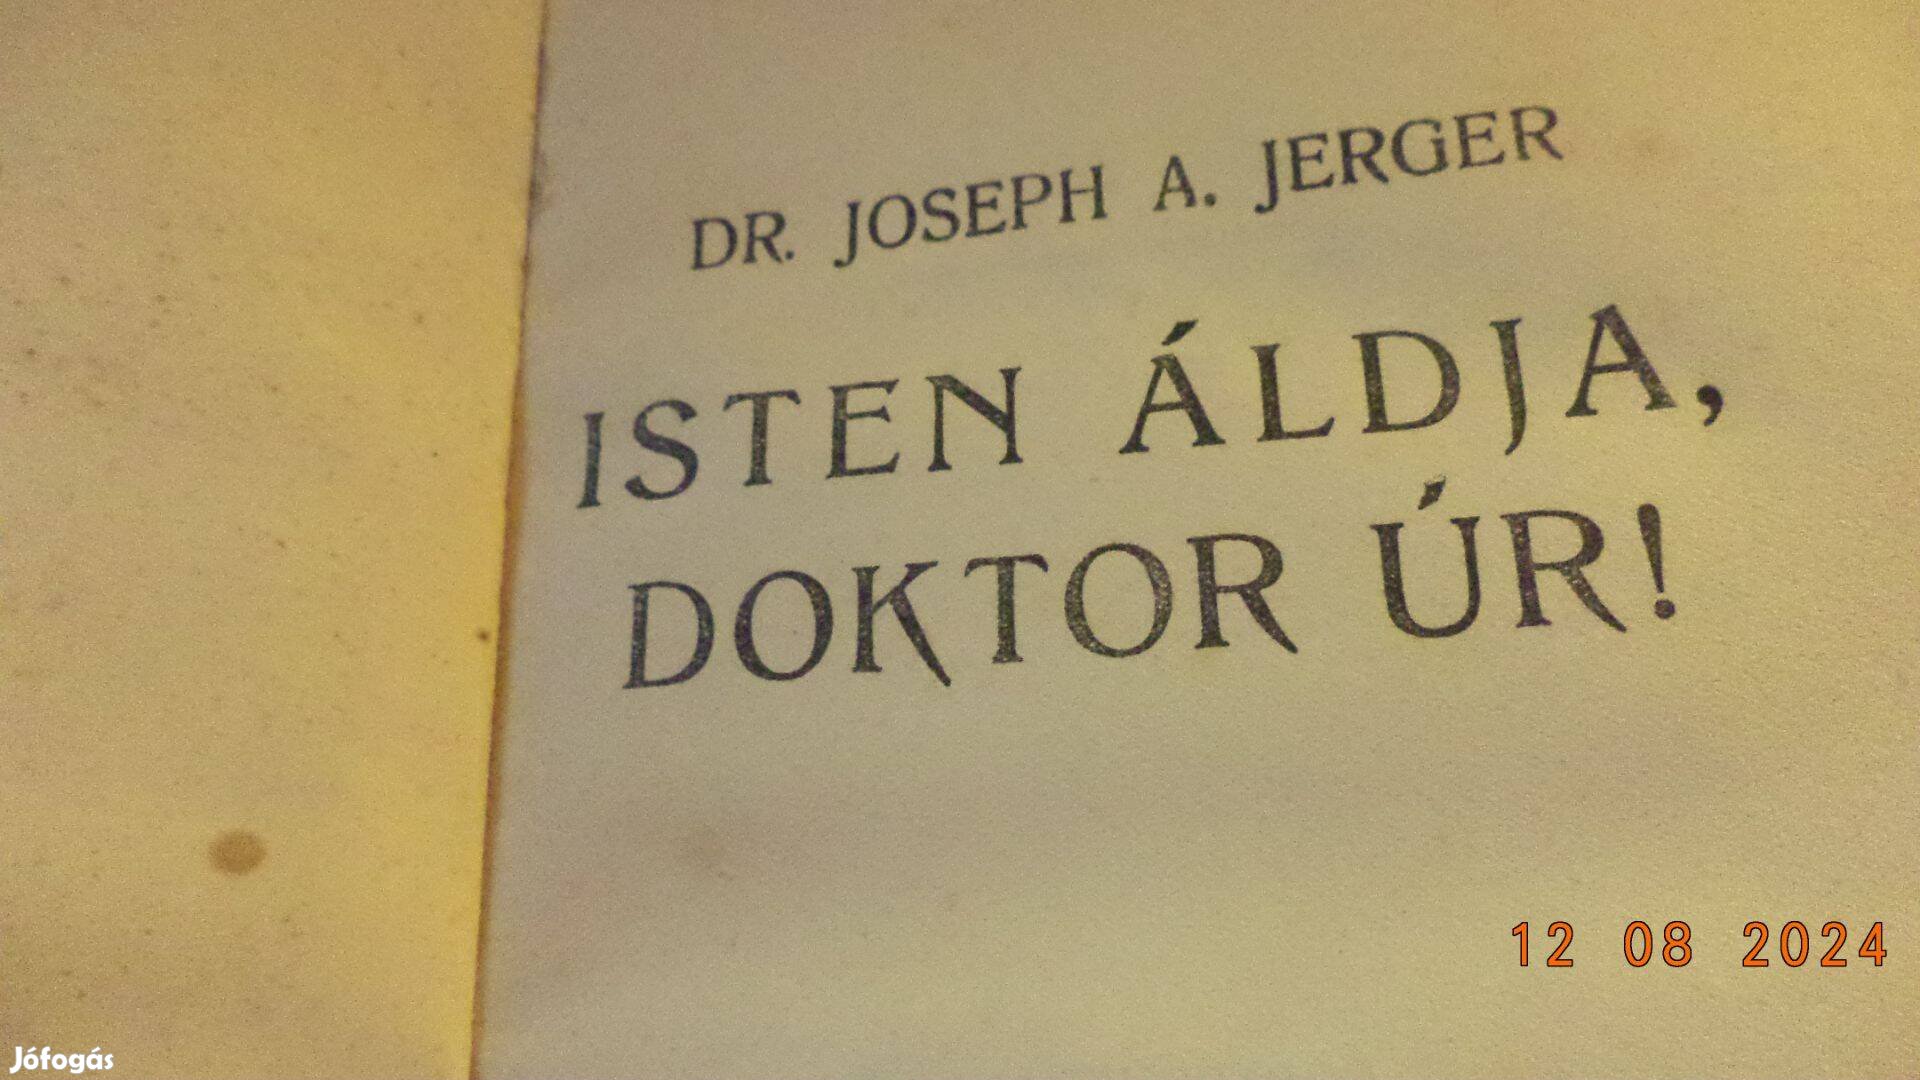 DR. JOSEPH A. JERGER
ISTEN ÁLDJA,
DOKTOR ÚR!
12 08 2024
Jófogás